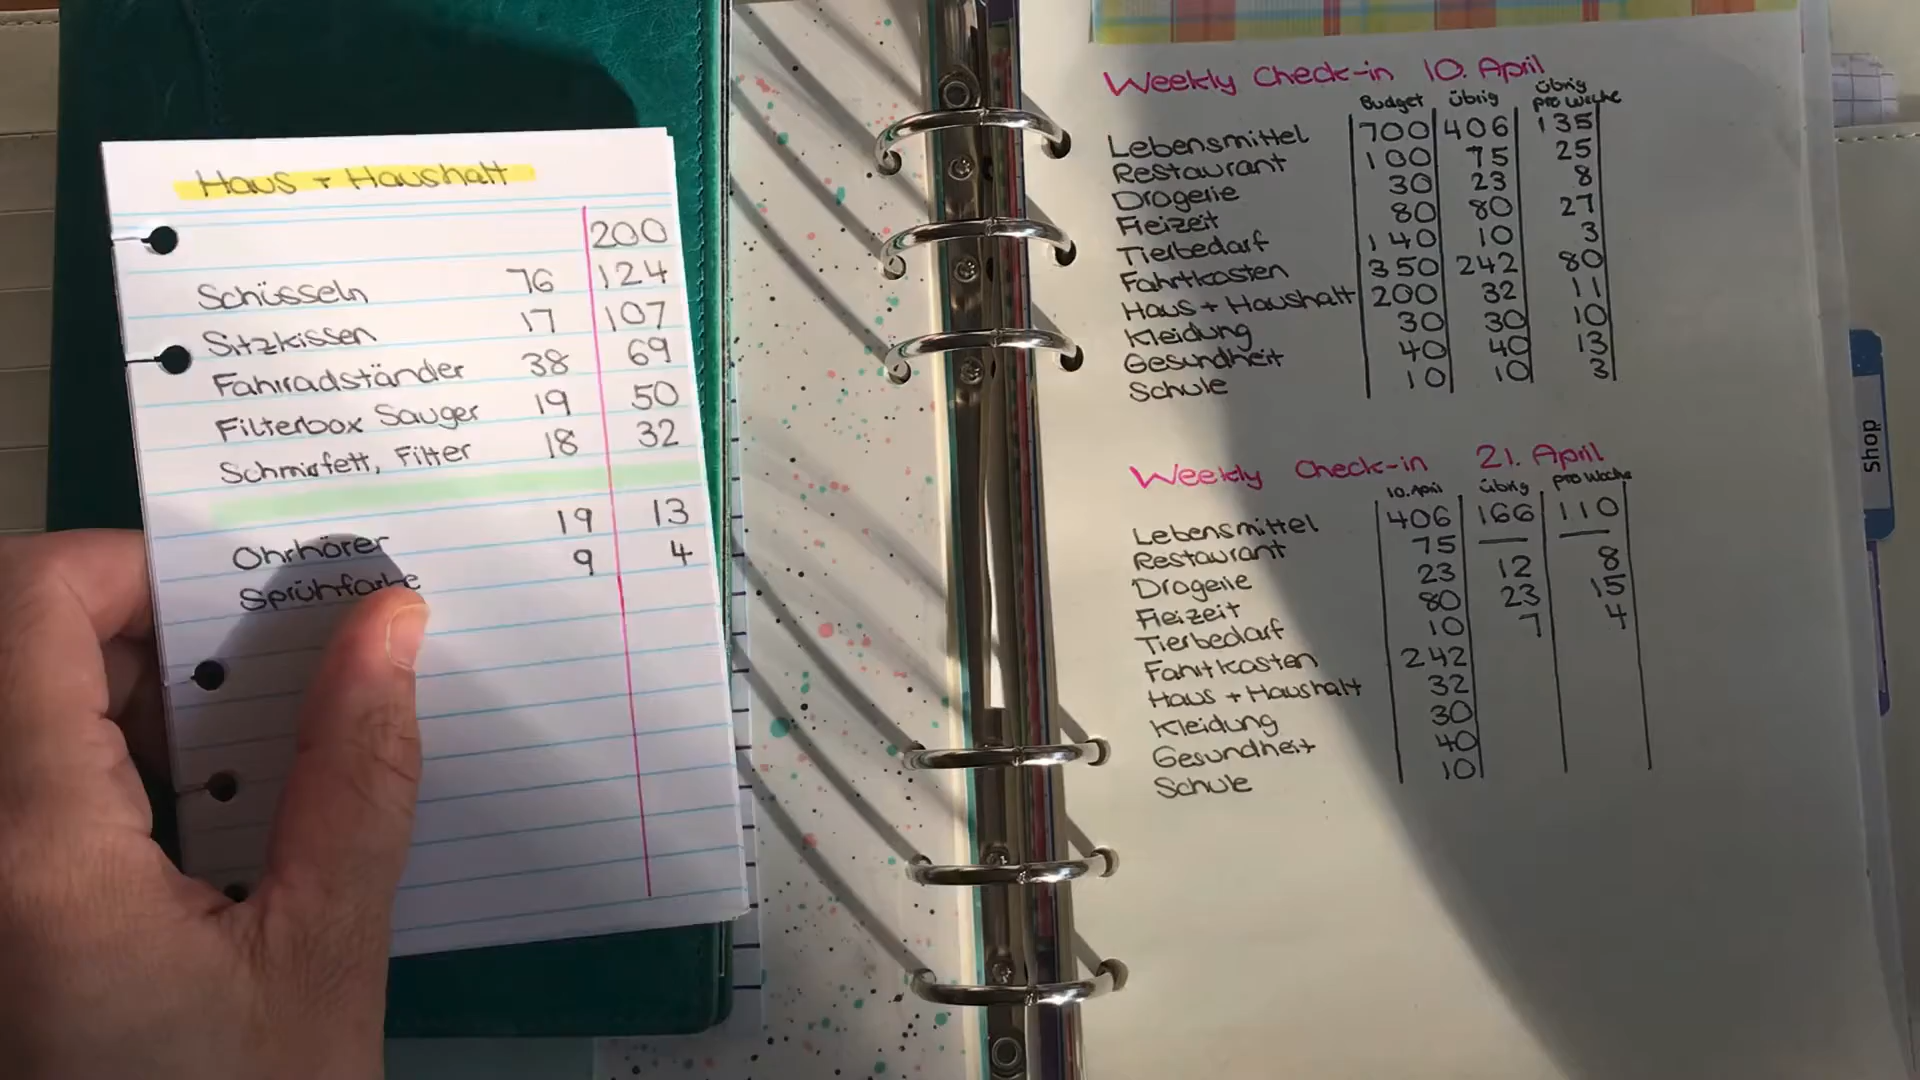 Haus + Haushalt
200
Schüsseln 76 124
Sitzkissen 17 107
Fahrradständer 38 69
Filterbox Sauger 19 50
Schmierfett, Filter 18 32
Ohrhörer 19 13
Sprühfarbe 9 4
Weekly Check-in 10. April
Budget übrig übrig pro Woche
Lebensmittel 700 406 135
Restaurant 100 75 25
Drogerie 30 23 8
Freizeit 80 80 27
Tierbedarf 140 10 3
Fahrtkosten 350 242 80
Haus + Haushalt 200 32 11
Kleidung 30 30 10
Gesundheit 40 40 13
Schule 10 10 3
Weekly Check-in 21. April
10. April übrig pro Woche
Lebensmittel 406 166 110
Restaurant 75 — —
Drogerie 23 12 8
Freizeit 80 23 15
Tierbedarf 10 7 4
Fahrtkosten 242
Haus + Haushalt 32
Kleidung 30
Gesundheit 40
Schule 10
Shop